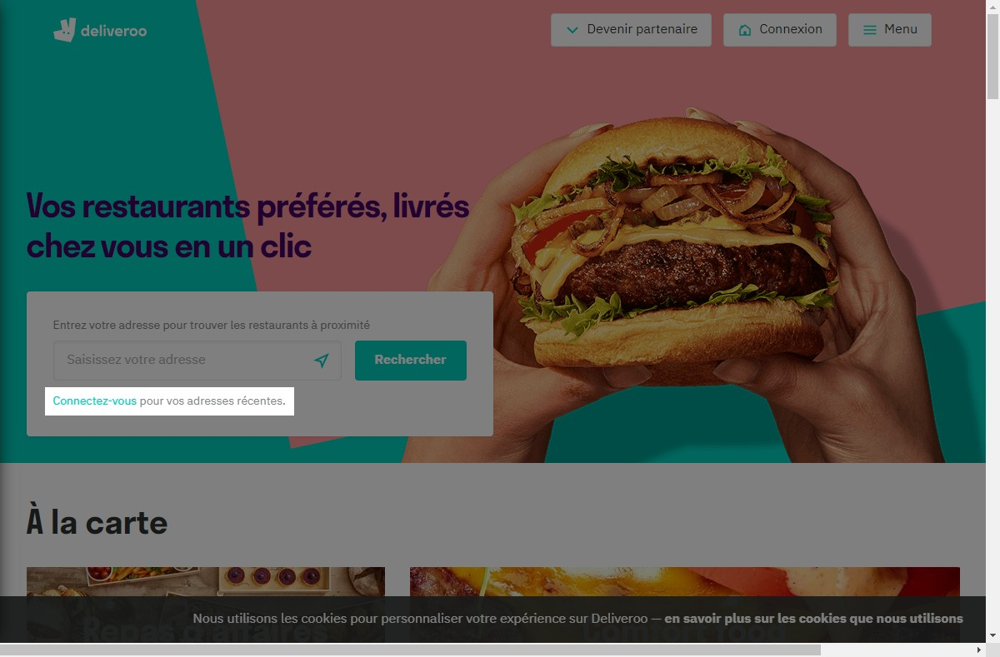 deliveroo
Devenir partenaire
Connexion
Menu
Vos restaurants préférés, livrés
chez vous en un clic
Entrez votre adresse pour trouver les restaurants à proximité
Saisissez votre adresse
Rechercher
Connectez-vous pour vos adresses récentes.
À la carte
Repas d'affaires
Comfort food
Nous utilisons les cookies pour personnaliser votre expérience sur Deliveroo — en savoir plus sur les cookies que nous utilisons